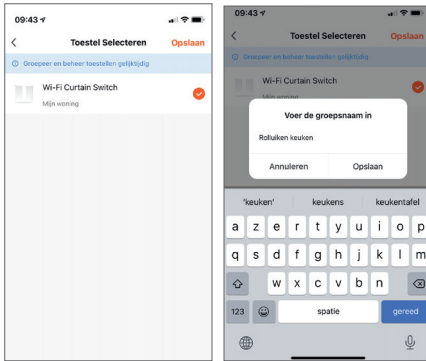 09:43
Testel Selecteren Opslaan
Groepeer en beheer toestellen gelijktijdig
Wi-Fi Curtain Switch
Mijn woning
09:43
Toestel Selecteren Opslaan
Groepeer en beheer toestellen gelijktijdig
Wi-Fi Curtain Switch
Mijn woning
Voer de groepsnaam in
Rolluiken keuken
Annuleren Opslaan
'keuken' keukens keukentafel
a z e r t y u i o p
q s d f g h j k l m
w x c v b n
123 spatie gereed